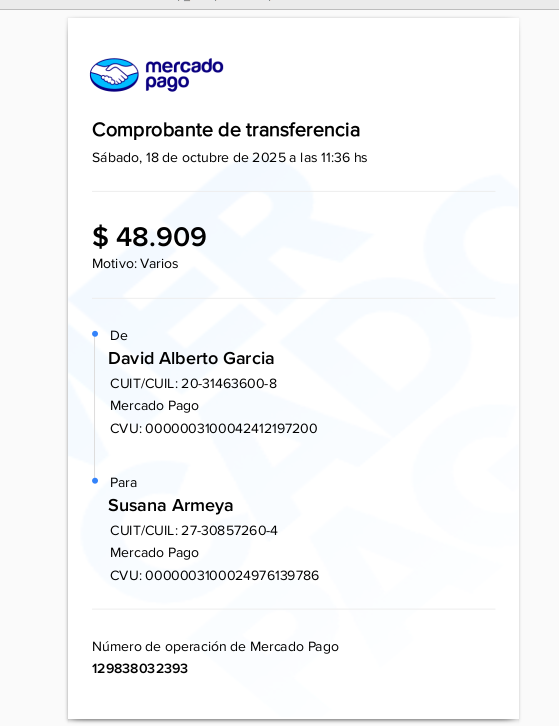 mercado
pago
Comprobante de transferencia
Sábado, 18 de octubre de 2025 a las 11:36 hs
$ 48.909
Motivo: Varios
De
David Alberto Garcia
CUIT/CUIL: 20-31463600-8
Mercado Pago
CVU: 0000003100042412197200
Para
Susana Armeya
CUIT/CUIL: 27-30857260-4
Mercado Pago
CVU: 0000003100024976139786
Número de operación de Mercado Pago
129838032393